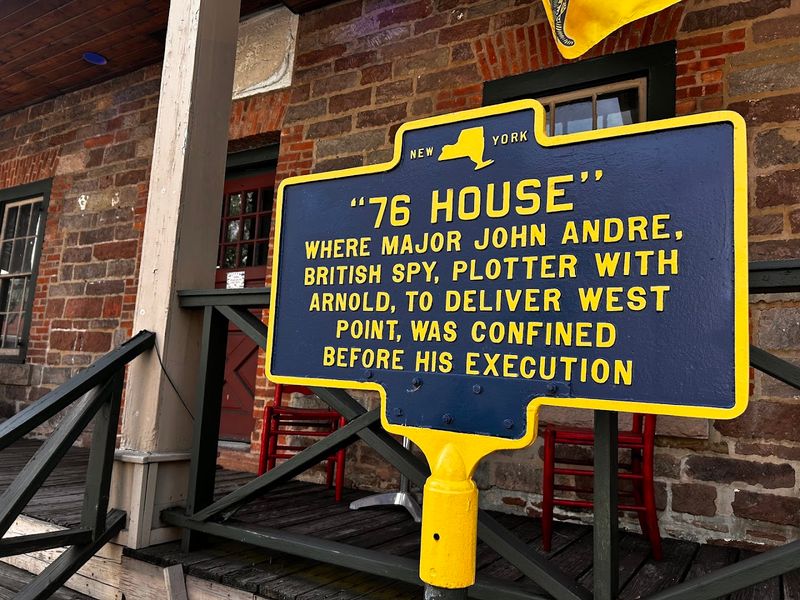 NEW YORK
"76 HOUSE"
WHERE MAJOR JOHN ANDRE,
BRITISH SPY, PLOTTER WITH
ARNOLD, TO DELIVER WEST
POINT, WAS CONFINED
BEFORE HIS EXECUTION